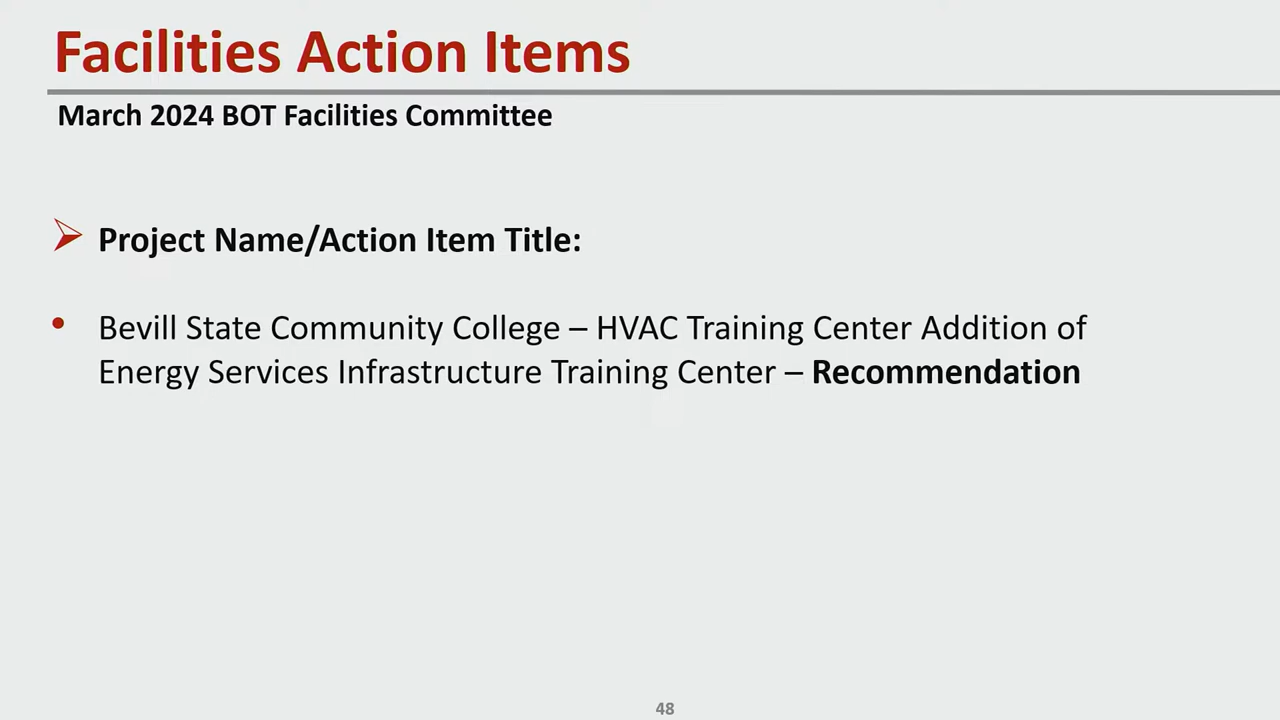 Facilities Action Items
March 2024 BOT Facilities Committee
Project Name/Action Item Title:
Bevill State Community College – HVAC Training Center Addition of
Energy Services Infrastructure Training Center – Recommendation
48